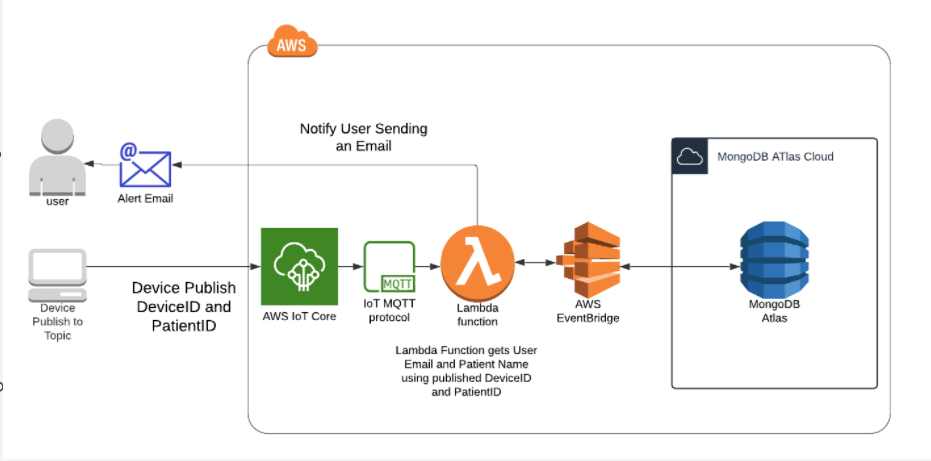 AWS
Notify User Sending
an Email
MongoDB ATlas Cloud
@
user
Alert Email
Device Publish
DeviceID and
PatientID
Device
Publish to
Topic
AWS IoT Core
MQTT
IoT MQTT
protocol
Lambda
function
AWS
EventBridge
MongoDB
Atlas
Lambda Function gets User
Email and Patient Name
using published DeviceID
and PatientID